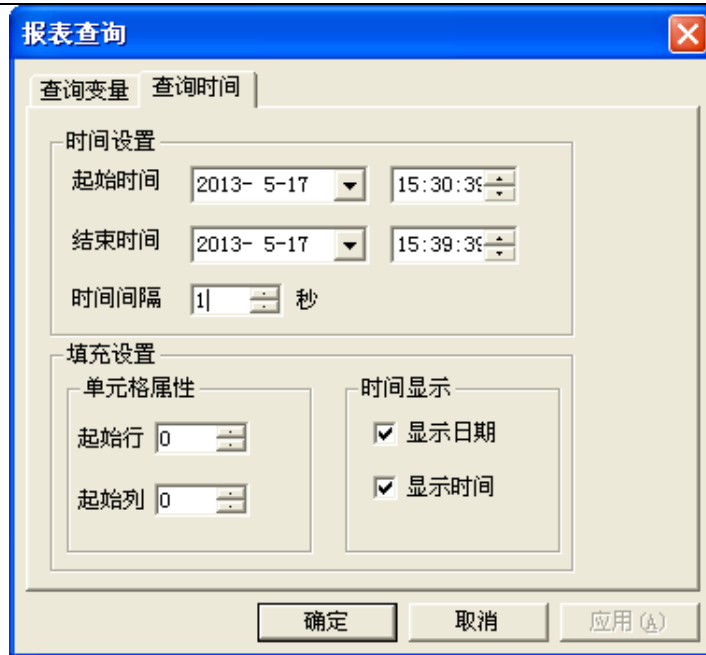 报表查询
查询变量 查询时间
时间设置
起始时间 2013- 5-17 15:30:39
结束时间 2013- 5-17 15:39:39
时间间隔 1 秒
填充设置
单元格属性 时间显示
起始行 0 显示日期
起始列 0 显示时间
确定 取消 应用(A)